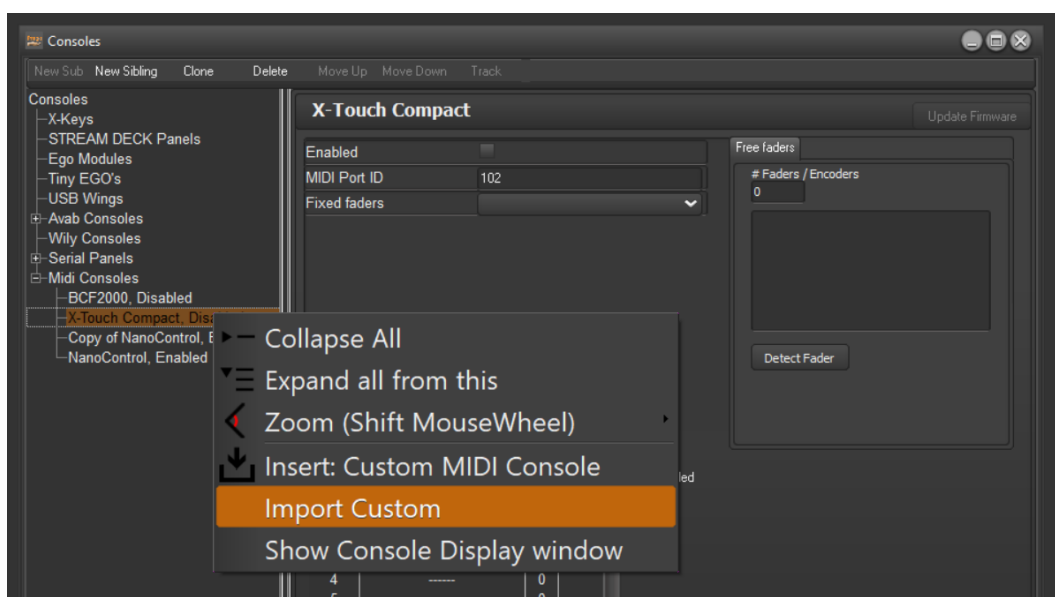 Consoles
New Sub New Sibling Clone Delete Move Up Move Down Track
Consoles
X-Keys
STREAM DECK Panels
Ego Modules
Tiny EGO's
USB Wings
Avab Consoles
Wily Consoles
Serial Panels
Midi Consoles
BCF2000, Disabled
X-Touch Compact, Dis
Copy of NanoControl, E
NanoControl, Enabled
X-Touch Compact
Update Firmware
Enabled
MIDI Port ID 102
Fixed faders
Free faders
# Faders / Encoders
0
Detect Fader
Collapse All
Expand all from this
Zoom (Shift MouseWheel)
Insert: Custom MIDI Console
Import Custom
Show Console Display window
4 ------ 0